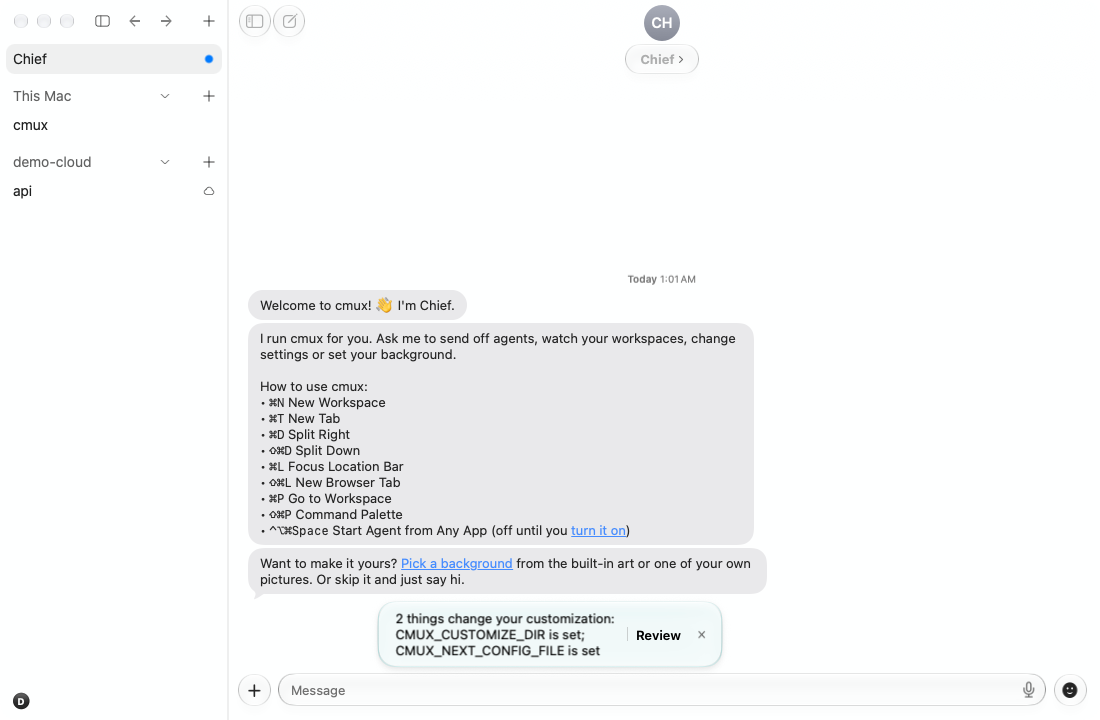 CH
Chief
Chief
This Mac
cmux
demo-cloud
api
Today 1:01 AM
Welcome to cmux! 👋 I'm Chief.
I run cmux for you. Ask me to send off agents, watch your workspaces, change
settings or set your background.
How to use cmux:
• ⌘N New Workspace
• ⌘T New Tab
• ⌘D Split Right
• ⇧⌘D Split Down
• ⌘L Focus Location Bar
• ⇧⌘L New Browser Tab
• ⌘P Go to Workspace
• ⇧⌘P Command Palette
• ^⌥⌘Space Start Agent from Any App (off until you turn it on)
Want to make it yours? Pick a background from the built-in art or one of your own
pictures. Or skip it and just say hi.
2 things change your customization:
CMUX_CUSTOMIZE_DIR is set;
CMUX_NEXT_CONFIG_FILE is set
Review
Message
D